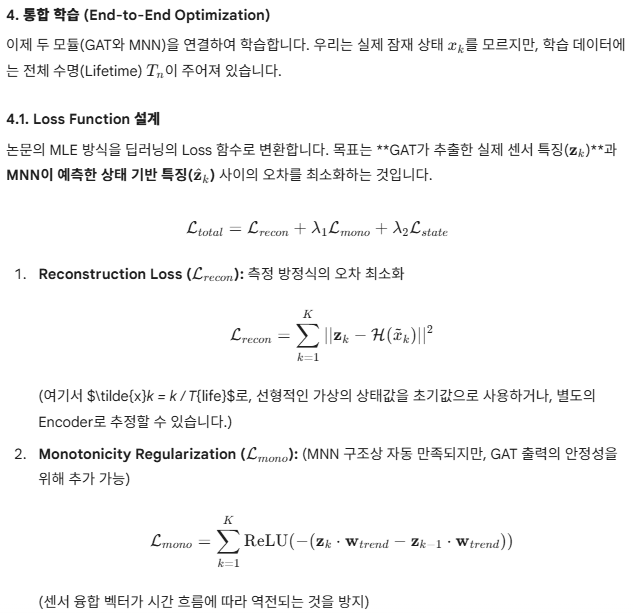 4. 통합 학습 (End-to-End Optimization)
이제 두 모듈(GAT와 MNN)을 연결하여 학습합니다. 우리는 실제 잠재 상태 $x_k$를 모르지만, 학습 데이터에
는 전체 수명(Lifetime) $T_n$이 주어져 있습니다.
4.1. Loss Function 설계
논문의 MLE 방식을 딥러닝의 Loss 함수로 변환합니다. 목표는 **GAT가 추출한 실제 센서 특징($\mathbf{z}_k$)**과
MNN이 예측한 상태 기반 특징($\hat{\mathbf{z}}_k$) 사이의 오차를 최소화하는 것입니다.
$\mathcal{L}_{total} = \mathcal{L}_{recon} + \lambda_1 \mathcal{L}_{mono} + \lambda_2 \mathcal{L}_{state}$
1. Reconstruction Loss ($\mathcal{L}_{recon}$): 측정 방정식의 오차 최소화
$\mathcal{L}_{recon} = \sum_{k=1}^{K} ||\mathbf{z}_k - \mathcal{H}(\tilde{x}_k)||^2$
(여기서 $\tilde{x}k = k / T{life}$로, 선형적인 가상의 상태값을 초기값으로 사용하거나, 별도의
Encoder로 추정할 수 있습니다.)
2. Monotonicity Regularization ($\mathcal{L}_{mono}$): (MNN 구조상 자동 만족되지만, GAT 출력의 안정성을
위해 추가 가능)
$\mathcal{L}_{mono} = \sum_{k=1}^{K} \text{ReLU}(-(\mathbf{z}_k \cdot \mathbf{w}_{trend} - \mathbf{z}_{k-1} \cdot \mathbf{w}_{trend}))$
(센서 융합 벡터가 시간 흐름에 따라 역전되는 것을 방지)